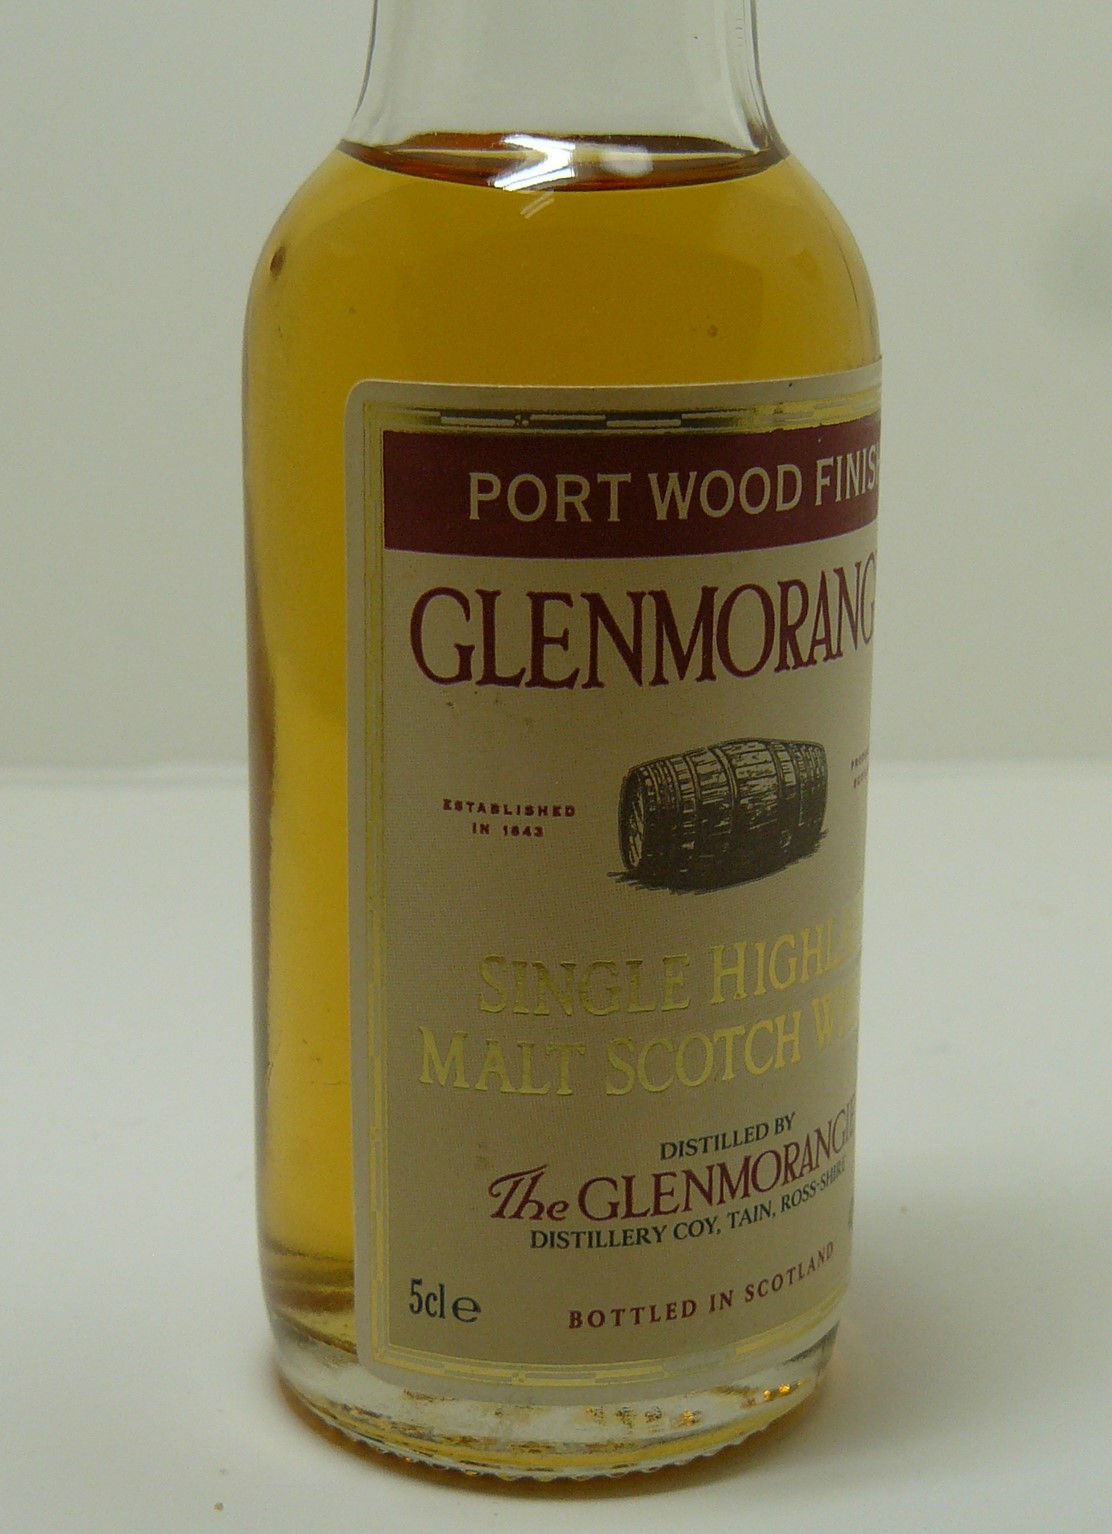 PORT WOOD FINISH
GLENMORANG
ESTABLISHED
IN 1843
SINGLE HIGHLA
MALT SCOTCH WH
DISTILLED BY
The GLENMORANGIE
DISTILLERY COY, TAIN, ROSS-SHIRE
5cl e
BOTTLED IN SCOTLAND